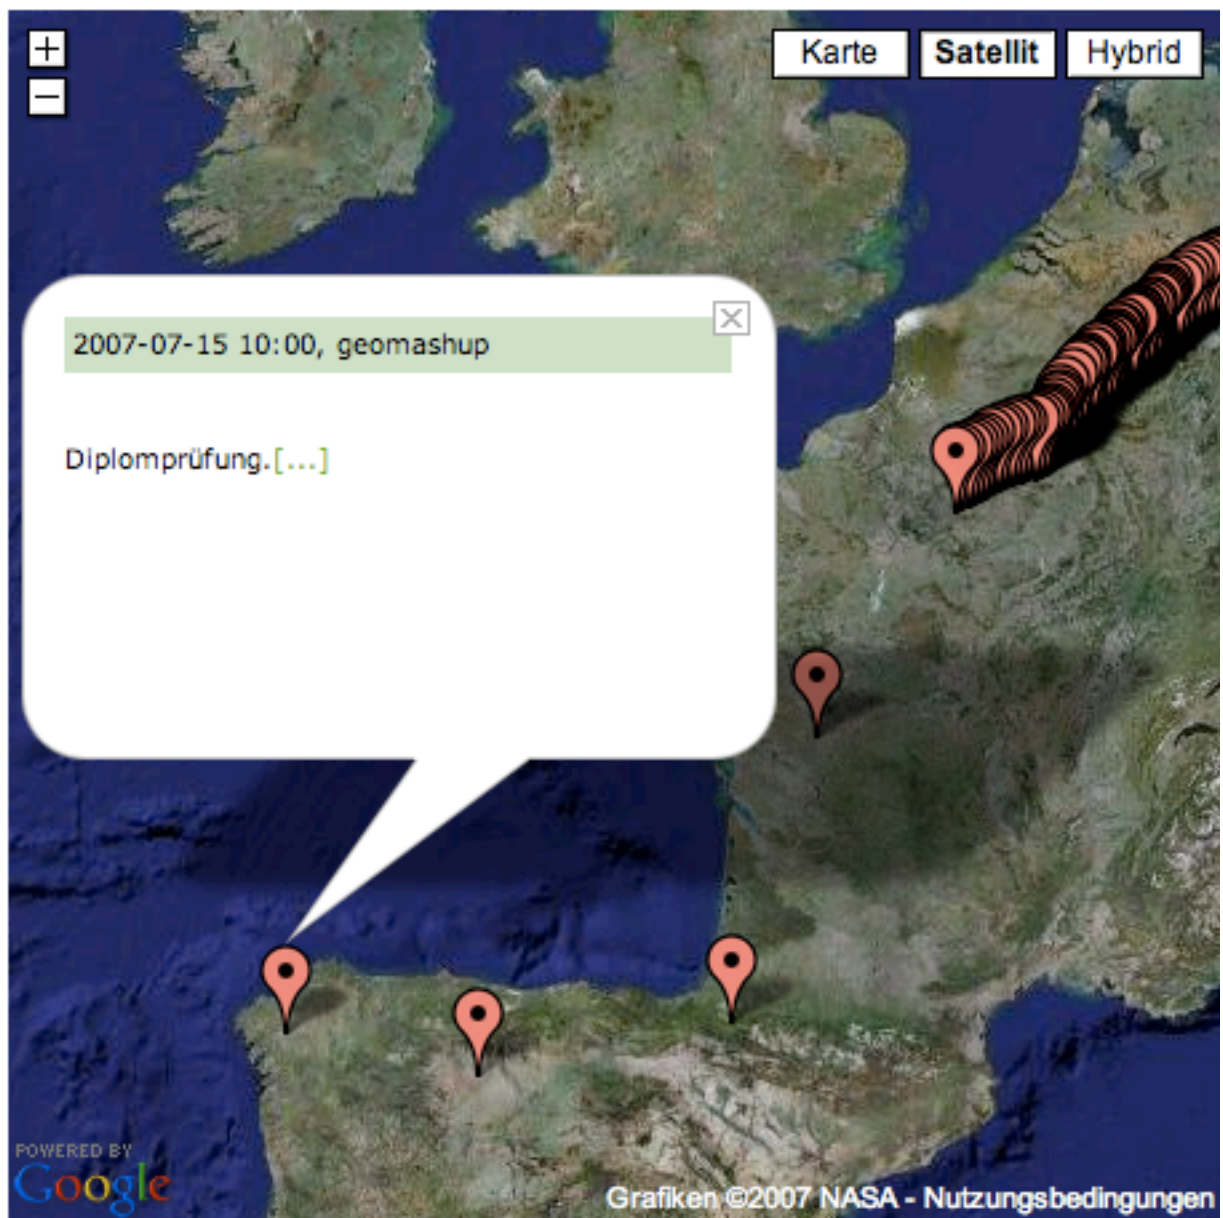 +
−
Karte
Satellit
Hybrid
2007-07-15 10:00, geomashup
Diplomprüfung.[...]
POWERED BY
Google
Grafiken ©2007 NASA - Nutzungsbedingungen